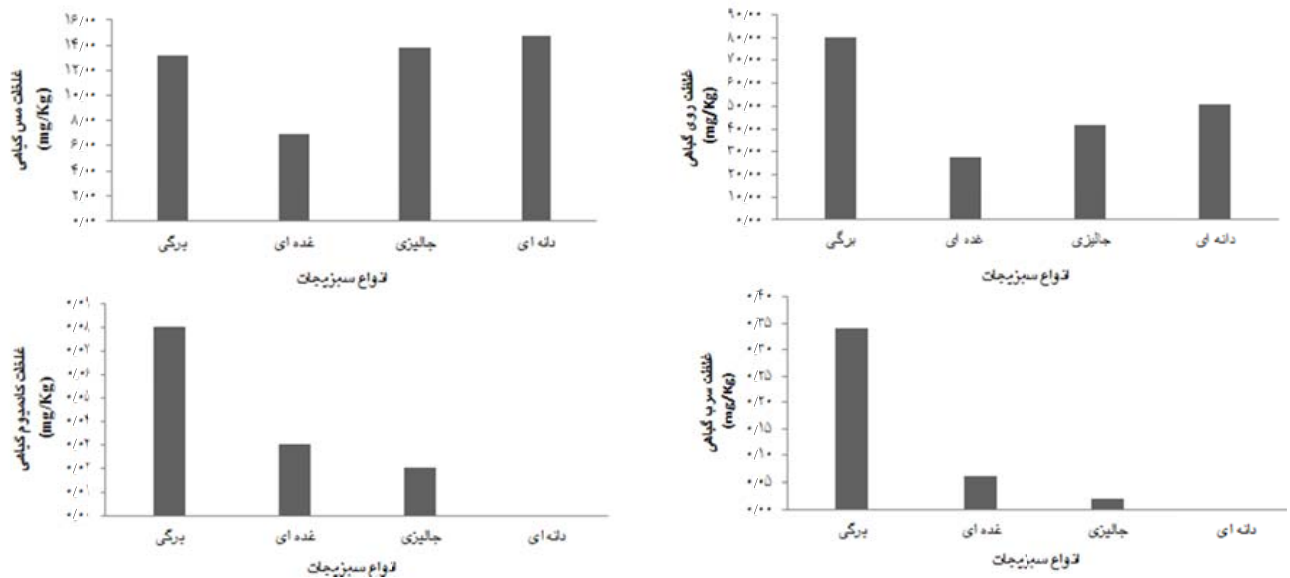 غلظت مس گیاهی
(mg/Kg)
۱۶/۰۰
۱۴/۰۰
۱۲/۰۰
۱۰/۰۰
۸/۰۰
۶/۰۰
۴/۰۰
۲/۰۰
۰/۰۰
برگی غده ای جالیزی دانه ای
انواع سبزیجات
غلظت روی گیاهی
(mg/Kg)
۹۰/۰۰
۸۰/۰۰
۷۰/۰۰
۶۰/۰۰
۵۰/۰۰
۴۰/۰۰
۳۰/۰۰
۲۰/۰۰
۱۰/۰۰
۰/۰۰
برگی غده ای جالیزی دانه ای
انواع سبزیجات
غلظت کادمیوم گیاهی
(mg/Kg)
۰/۰۹
۰/۰۸
۰/۰۷
۰/۰۶
۰/۰۵
۰/۰۴
۰/۰۳
۰/۰۲
۰/۰۱
۰/۰۰
برگی غده ای جالیزی دانه ای
انواع سبزیجات
غلظت سرب گیاهی
(mg/Kg)
۰/۴۰
۰/۳۵
۰/۳۰
۰/۲۵
۰/۲۰
۰/۱۵
۰/۱۰
۰/۰۵
۰/۰۰
برگی غده ای جالیزی دانه ای
انواع سبزیجات